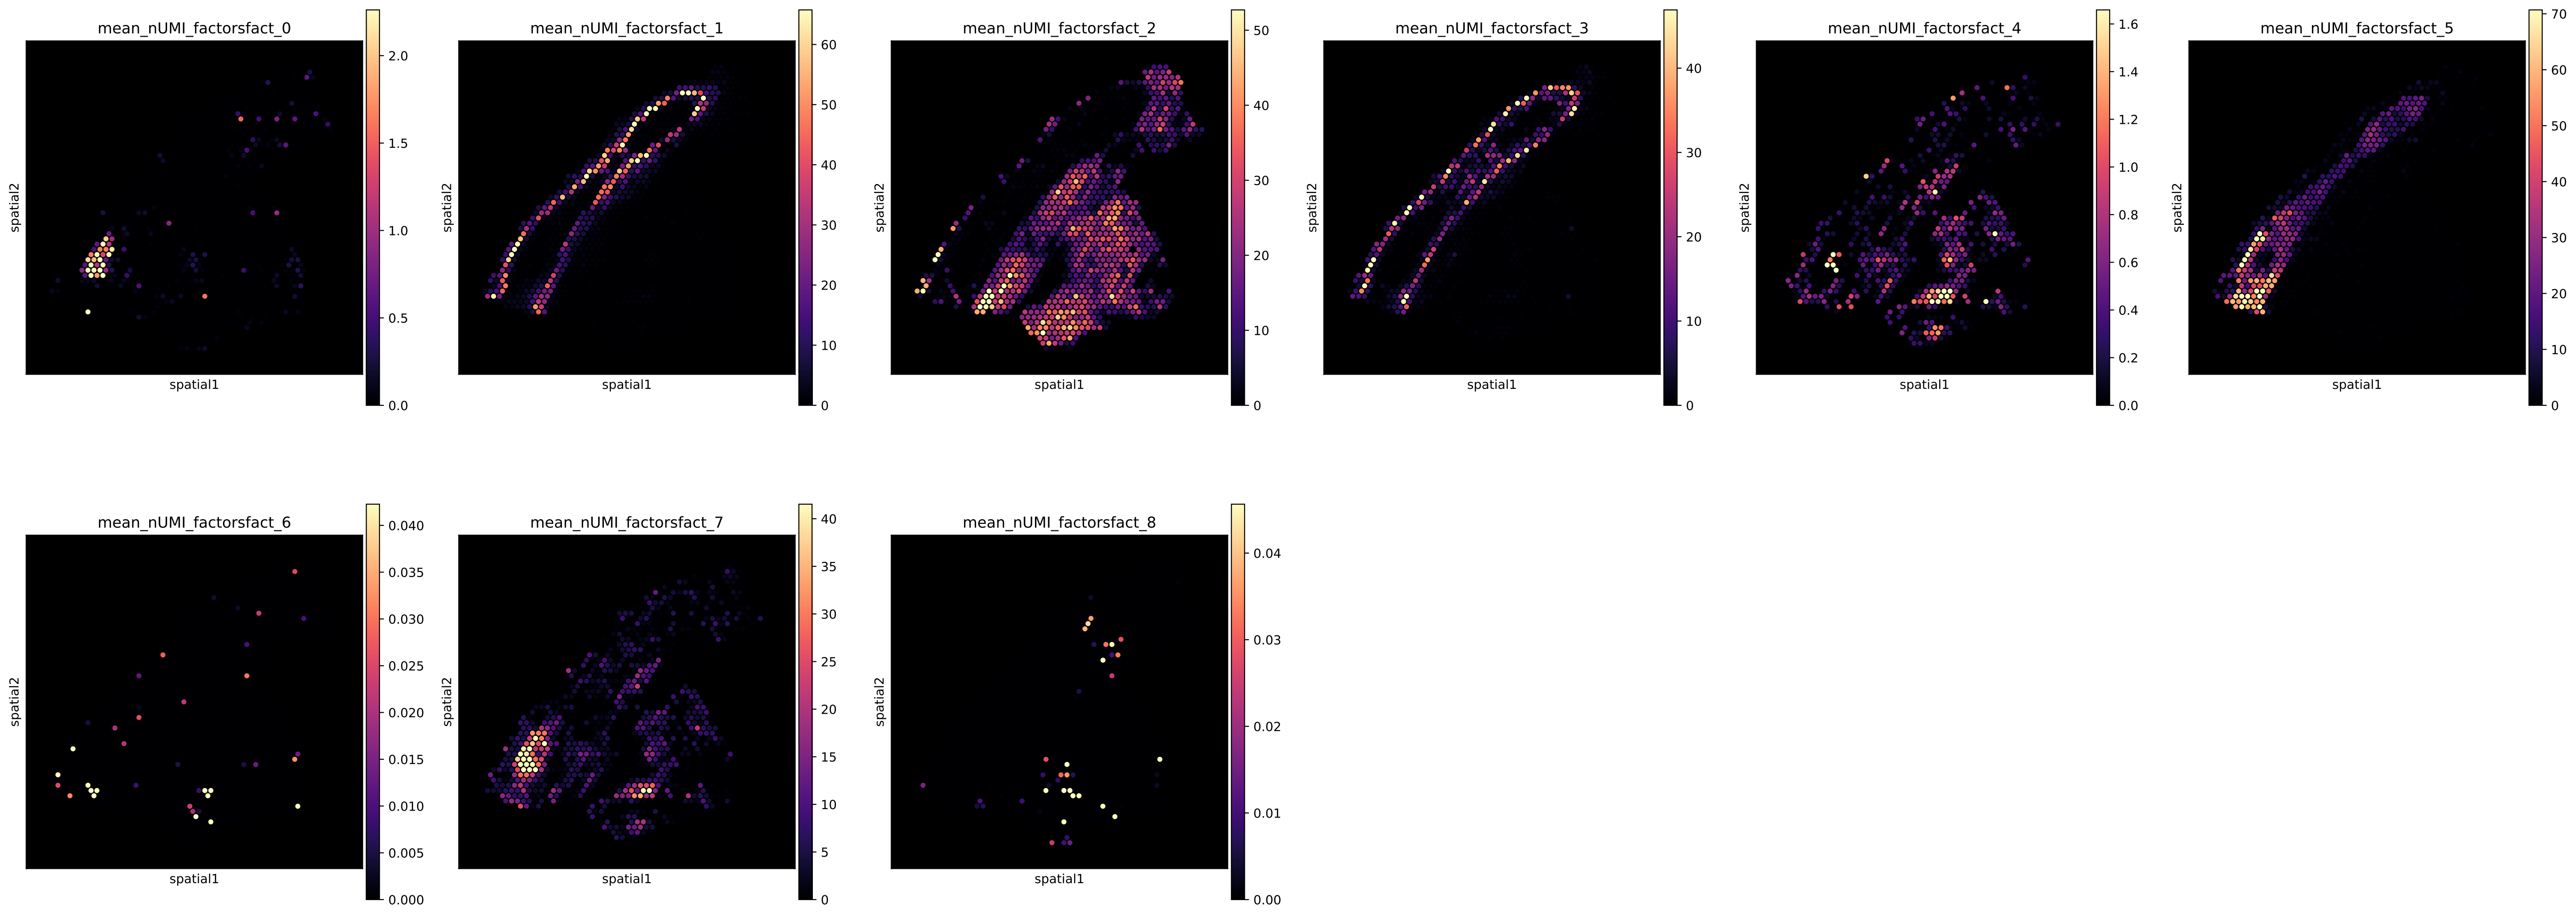 mean_nUMI_factorsfact_0
spatial2
spatial1
2.0
1.5
1.0
0.5
0.0
mean_nUMI_factorsfact_1
spatial2
spatial1
60
50
40
30
20
10
0
mean_nUMI_factorsfact_2
spatial2
spatial1
50
40
30
20
10
0
mean_nUMI_factorsfact_3
spatial2
spatial1
40
30
20
10
0
mean_nUMI_factorsfact_4
spatial2
spatial1
1.6
1.4
1.2
1.0
0.8
0.6
0.4
0.2
0.0
mean_nUMI_factorsfact_5
spatial2
spatial1
70
60
50
40
30
20
10
0
mean_nUMI_factorsfact_6
spatial2
spatial1
0.040
0.035
0.030
0.025
0.020
0.015
0.010
0.005
0.000
mean_nUMI_factorsfact_7
spatial2
spatial1
40
35
30
25
20
15
10
5
0
mean_nUMI_factorsfact_8
spatial2
spatial1
0.04
0.03
0.02
0.01
0.00